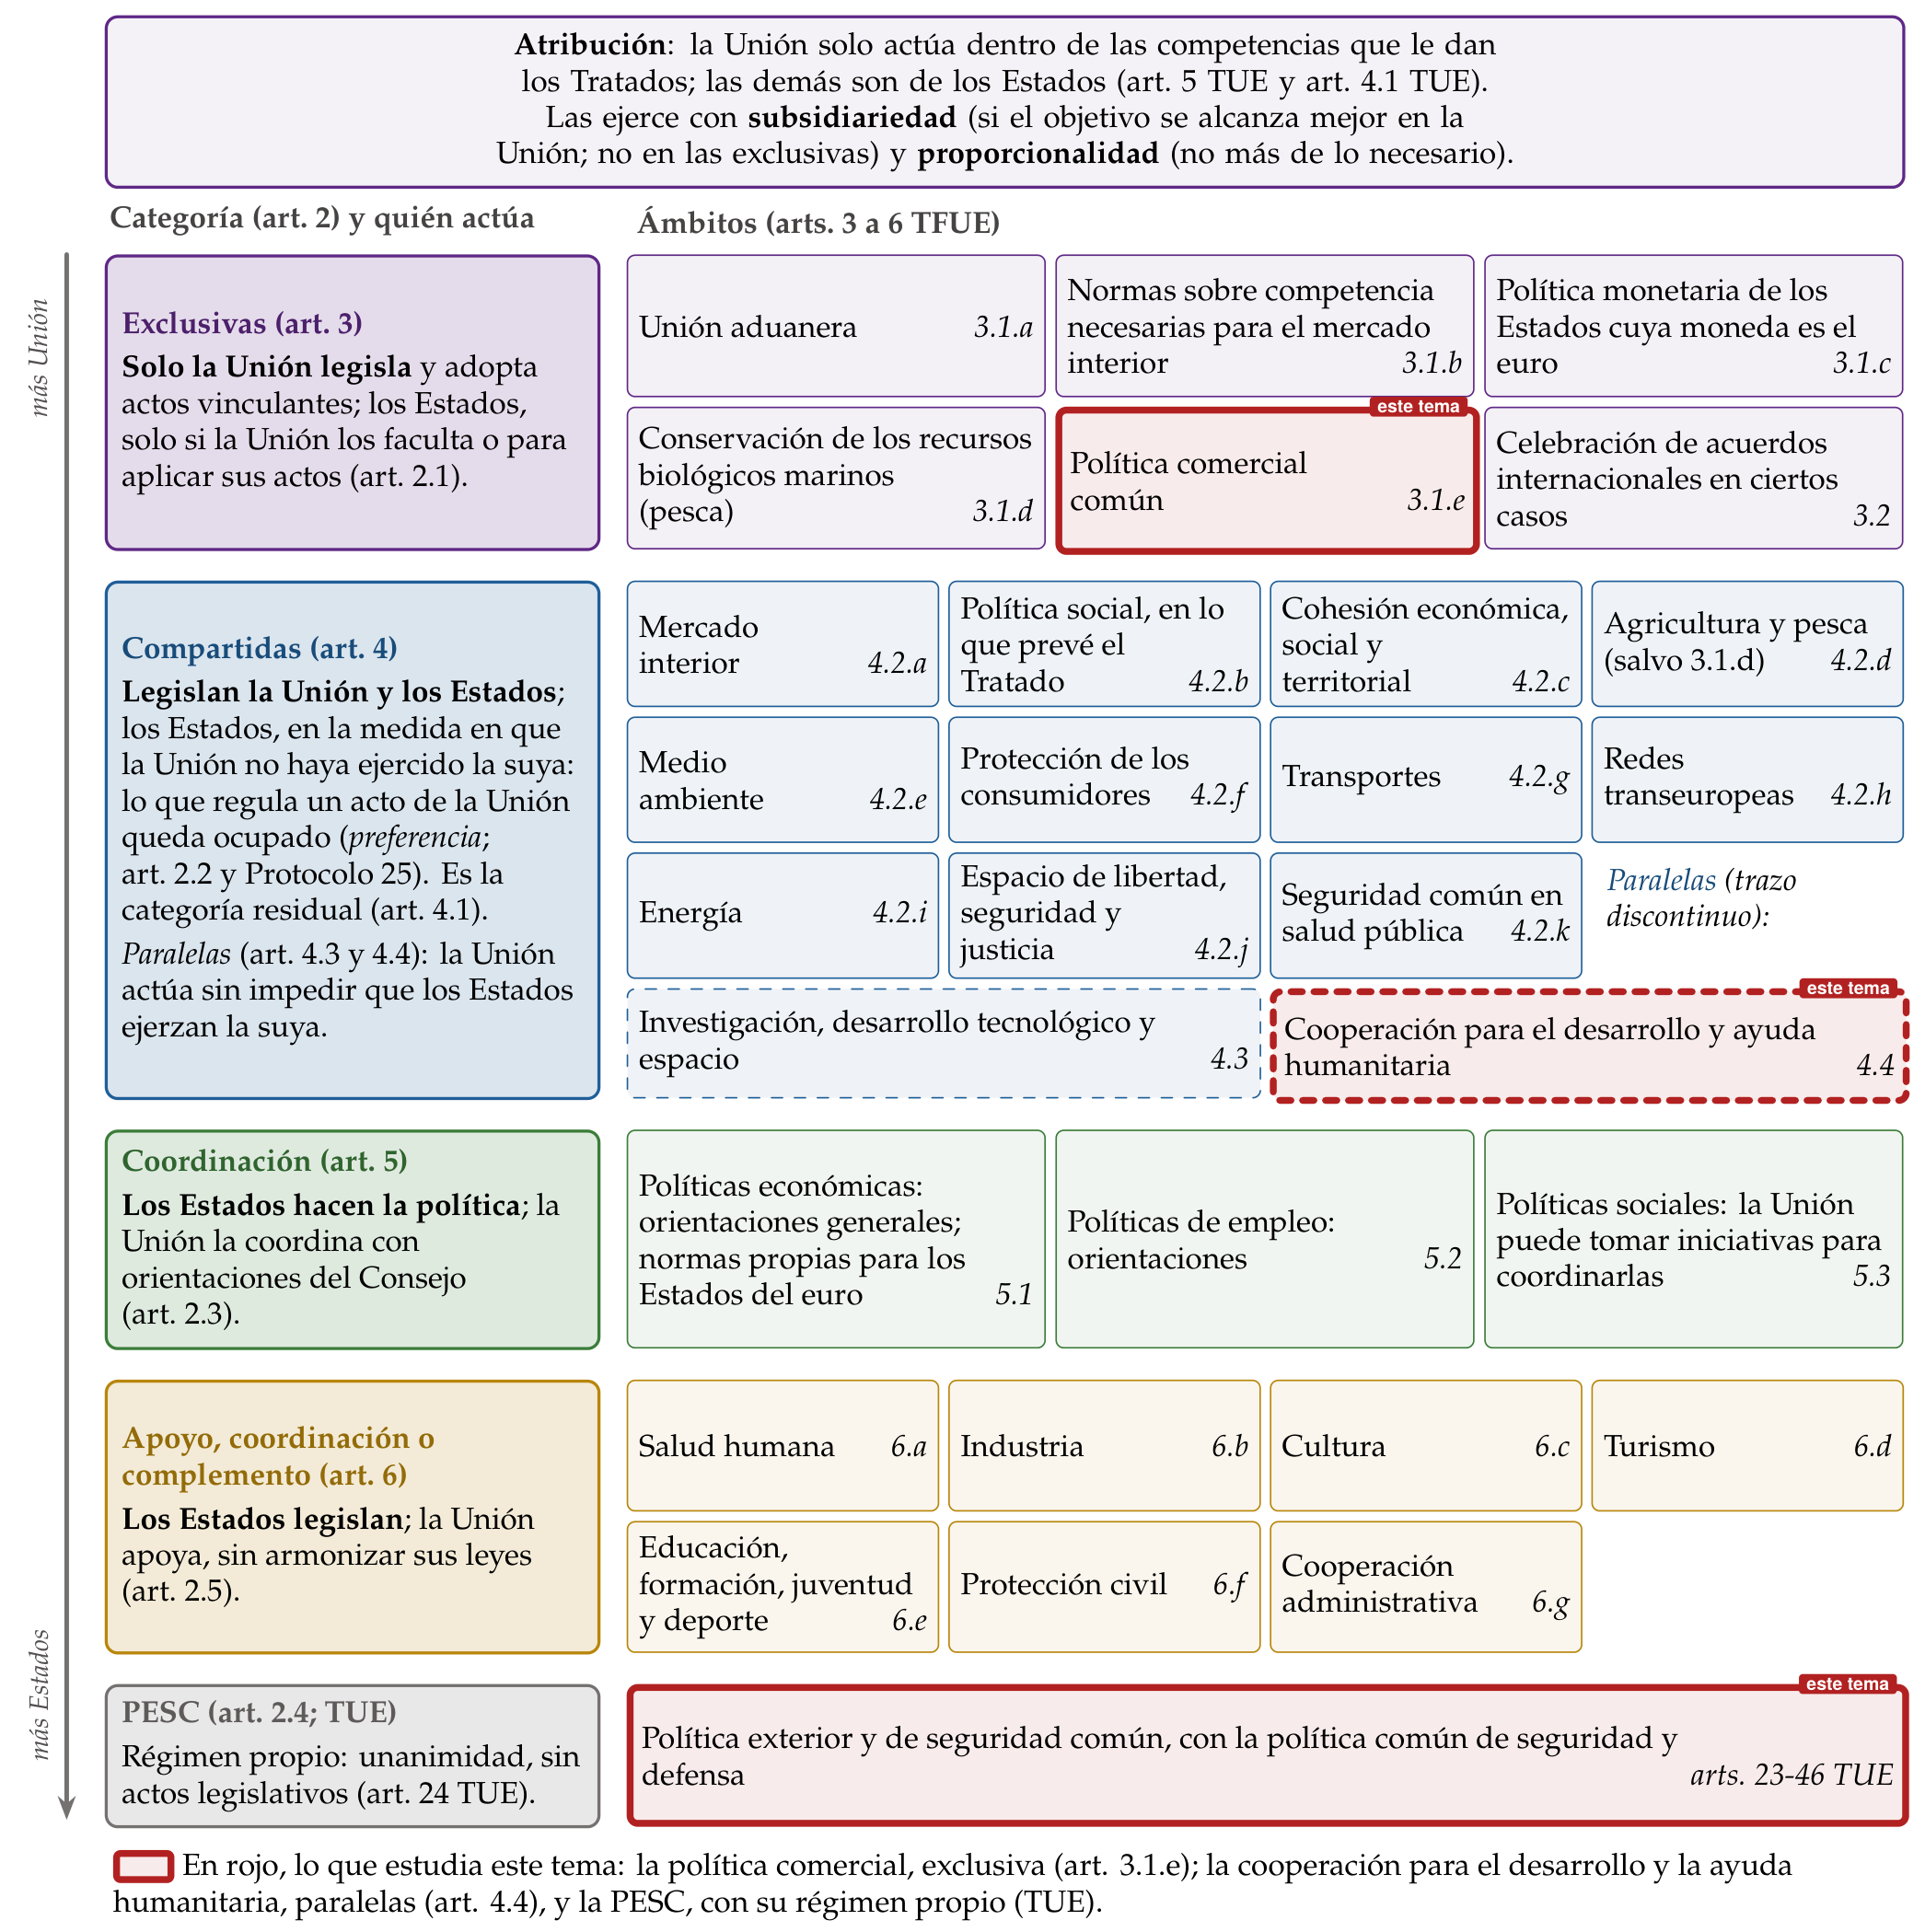 Atribución: la Unión solo actúa dentro de las competencias que le dan
los Tratados; las demás son de los Estados (art. 5 TUE y art. 4.1 TUE).
Las ejerce con subsidiariedad (si el objetivo se alcanza mejor en la
Unión; no en las exclusivas) y proporcionalidad (no más de lo necesario).
Categoría (art. 2) y quién actúa
Ámbitos (arts. 3 a 6 TFUE)
más Unión
Exclusivas (art. 3)
Solo la Unión legisla y adopta
actos vinculantes; los Estados,
solo si la Unión los faculta o para
aplicar sus actos (art. 2.1).
Unión aduanera 3.1.a
Normas sobre competencia
necesarias para el mercado
interior 3.1.b
Política monetaria de los
Estados cuya moneda es el
euro 3.1.c
Conservación de los recursos
biológicos marinos
(pesca) 3.1.d
este tema
Política comercial
común 3.1.e
Celebración de acuerdos
internacionales en ciertos
casos 3.2
Compartidas (art. 4)
Legislan la Unión y los Estados;
los Estados, en la medida en que
la Unión no haya ejercido la suya:
lo que regula un acto de la Unión
queda ocupado (preferencia;
art. 2.2 y Protocolo 25). Es la
categoría residual (art. 4.1).
Paralelas (art. 4.3 y 4.4): la Unión
actúa sin impedir que los Estados
ejerzan la suya.
Mercado
interior 4.2.a
Política social, en lo
que prevé el
Tratado 4.2.b
Cohesión económica,
social y
territorial 4.2.c
Agricultura y pesca
(salvo 3.1.d) 4.2.d
Medio
ambiente 4.2.e
Protección de los
consumidores 4.2.f
Transportes 4.2.g
Redes
transeuropeas 4.2.h
Energía 4.2.i
Espacio de libertad,
seguridad y
justicia 4.2.j
Seguridad común en
salud pública 4.2.k
Paralelas (trazo
discontinuo):
Investigación, desarrollo tecnológico y
espacio 4.3
este tema
Cooperación para el desarrollo y ayuda
humanitaria 4.4
Coordinación (art. 5)
Los Estados hacen la política; la
Unión la coordina con
orientaciones del Consejo
(art. 2.3).
Políticas económicas:
orientaciones generales;
normas propias para los
Estados del euro 5.1
Políticas de empleo:
orientaciones 5.2
Políticas sociales: la Unión
puede tomar iniciativas para
coordinarlas 5.3
Apoyo, coordinación o
complemento (art. 6)
Los Estados legislan; la Unión
apoya, sin armonizar sus leyes
(art. 2.5).
Salud humana 6.a
Industria 6.b
Cultura 6.c
Turismo 6.d
Educación,
formación, juventud
y deporte 6.e
Protección civil 6.f
Cooperación
administrativa 6.g
más Estados
PESC (art. 2.4; TUE)
Régimen propio: unanimidad, sin
actos legislativos (art. 24 TUE).
este tema
Política exterior y de seguridad común, con la política común de seguridad y
defensa arts. 23-46 TUE
En rojo, lo que estudia este tema: la política comercial, exclusiva (art. 3.1.e); la cooperación para el desarrollo y la ayuda
humanitaria, paralelas (art. 4.4), y la PESC, con su régimen propio (TUE).